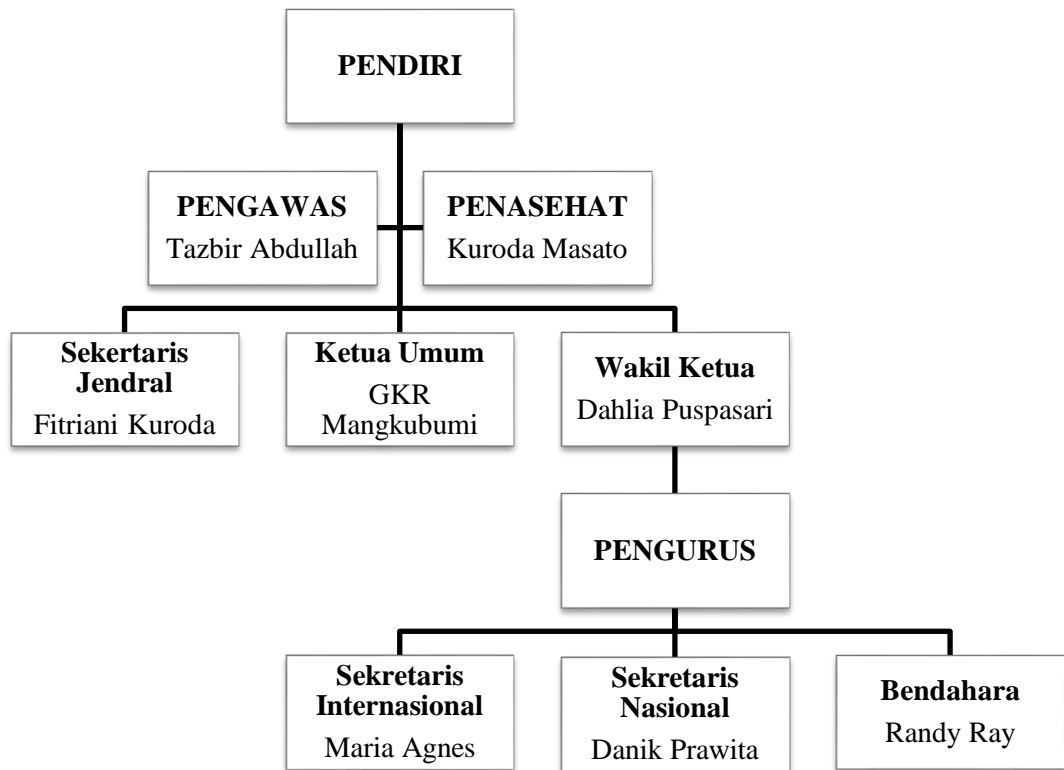 PENDIRI
PENGAWAS
Tazbir Abdullah
PENASEHAT
Kuroda Masato
Sekertaris
Jendral
Fitriani Kuroda
Ketua Umum
GKR
Mangkubumi
Wakil Ketua
Dahlia Puspasari
PENGURUS
Sekretaris
Internasional
Maria Agnes
Sekretaris
Nasional
Danik Prawita
Bendahara
Randy Ray